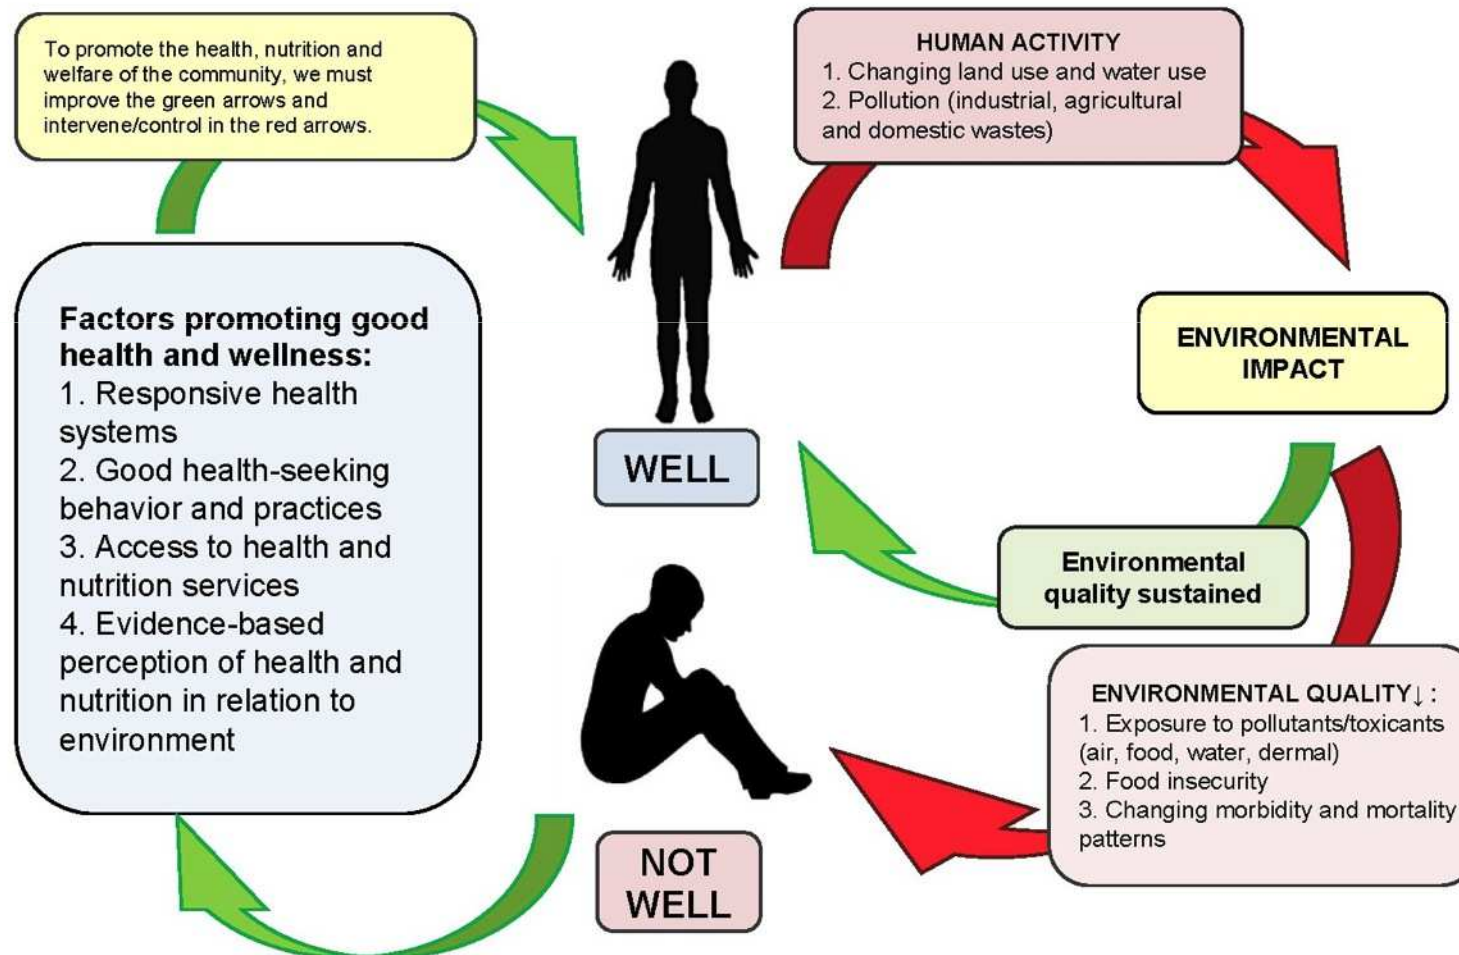 To promote the health, nutrition and
welfare of the community, we must
improve the green arrows and
intervene/control in the red arrows.
HUMAN ACTIVITY
1. Changing land use and water use
2. Pollution (industrial, agricultural
and domestic wastes)
Factors promoting good
health and wellness:
1. Responsive health
systems
2. Good health-seeking
behavior and practices
3. Access to health and
nutrition services
4. Evidence-based
perception of health and
nutrition in relation to
environment
WELL
ENVIRONMENTAL
IMPACT
Environmental
quality sustained
ENVIRONMENTAL QUALITY↓ :
1. Exposure to pollutants/toxicants
(air, food, water, dermal)
2. Food insecurity
3. Changing morbidity and mortality
patterns
NOT
WELL